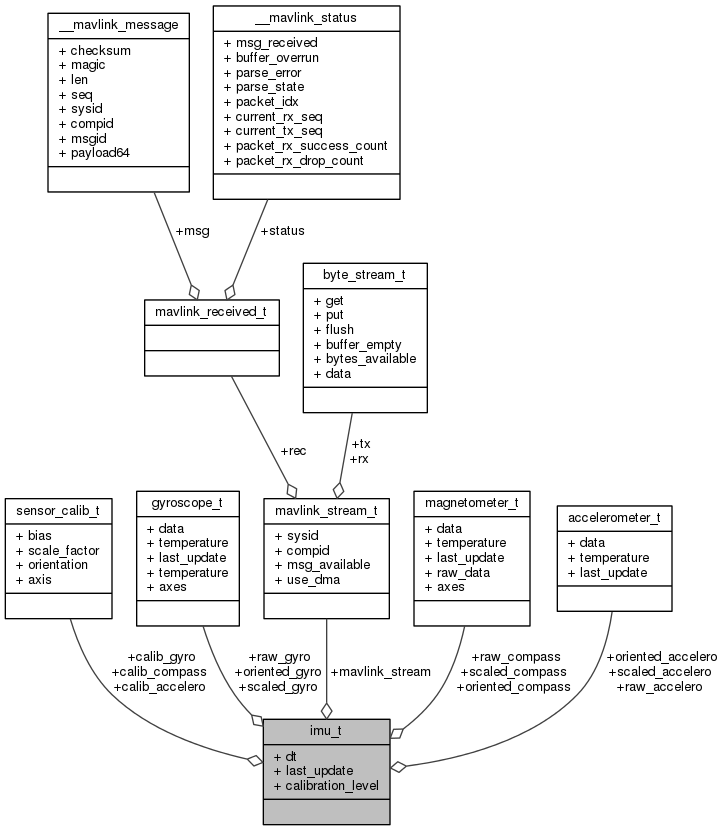 __mavlink_message
+ checksum
+ magic
+ len
+ seq
+ sysid
+ compid
+ msgid
+ payload64
__mavlink_status
+ msg_received
+ buffer_overrun
+ parse_error
+ parse_state
+ packet_idx
+ current_rx_seq
+ current_tx_seq
+ packet_rx_success_count
+ packet_rx_drop_count
+msg
+status
mavlink_received_t
byte_stream_t
+ get
+ put
+ flush
+ buffer_empty
+ bytes_available
+ data
+rec
+tx
+rx
sensor_calib_t
+ bias
+ scale_factor
+ orientation
+ axis
gyroscope_t
+ data
+ temperature
+ last_update
+ temperature
+ axes
mavlink_stream_t
+ sysid
+ compid
+ msg_available
+ use_dma
magnetometer_t
+ data
+ temperature
+ last_update
+ raw_data
+ axes
accelerometer_t
+ data
+ temperature
+ last_update
+calib_gyro
+calib_compass
+calib_accelero
+raw_gyro
+oriented_gyro
+scaled_gyro
+mavlink_stream
+raw_compass
+scaled_compass
+oriented_compass
+oriented_accelero
+scaled_accelero
+raw_accelero
imu_t
+ dt
+ last_update
+ calibration_level